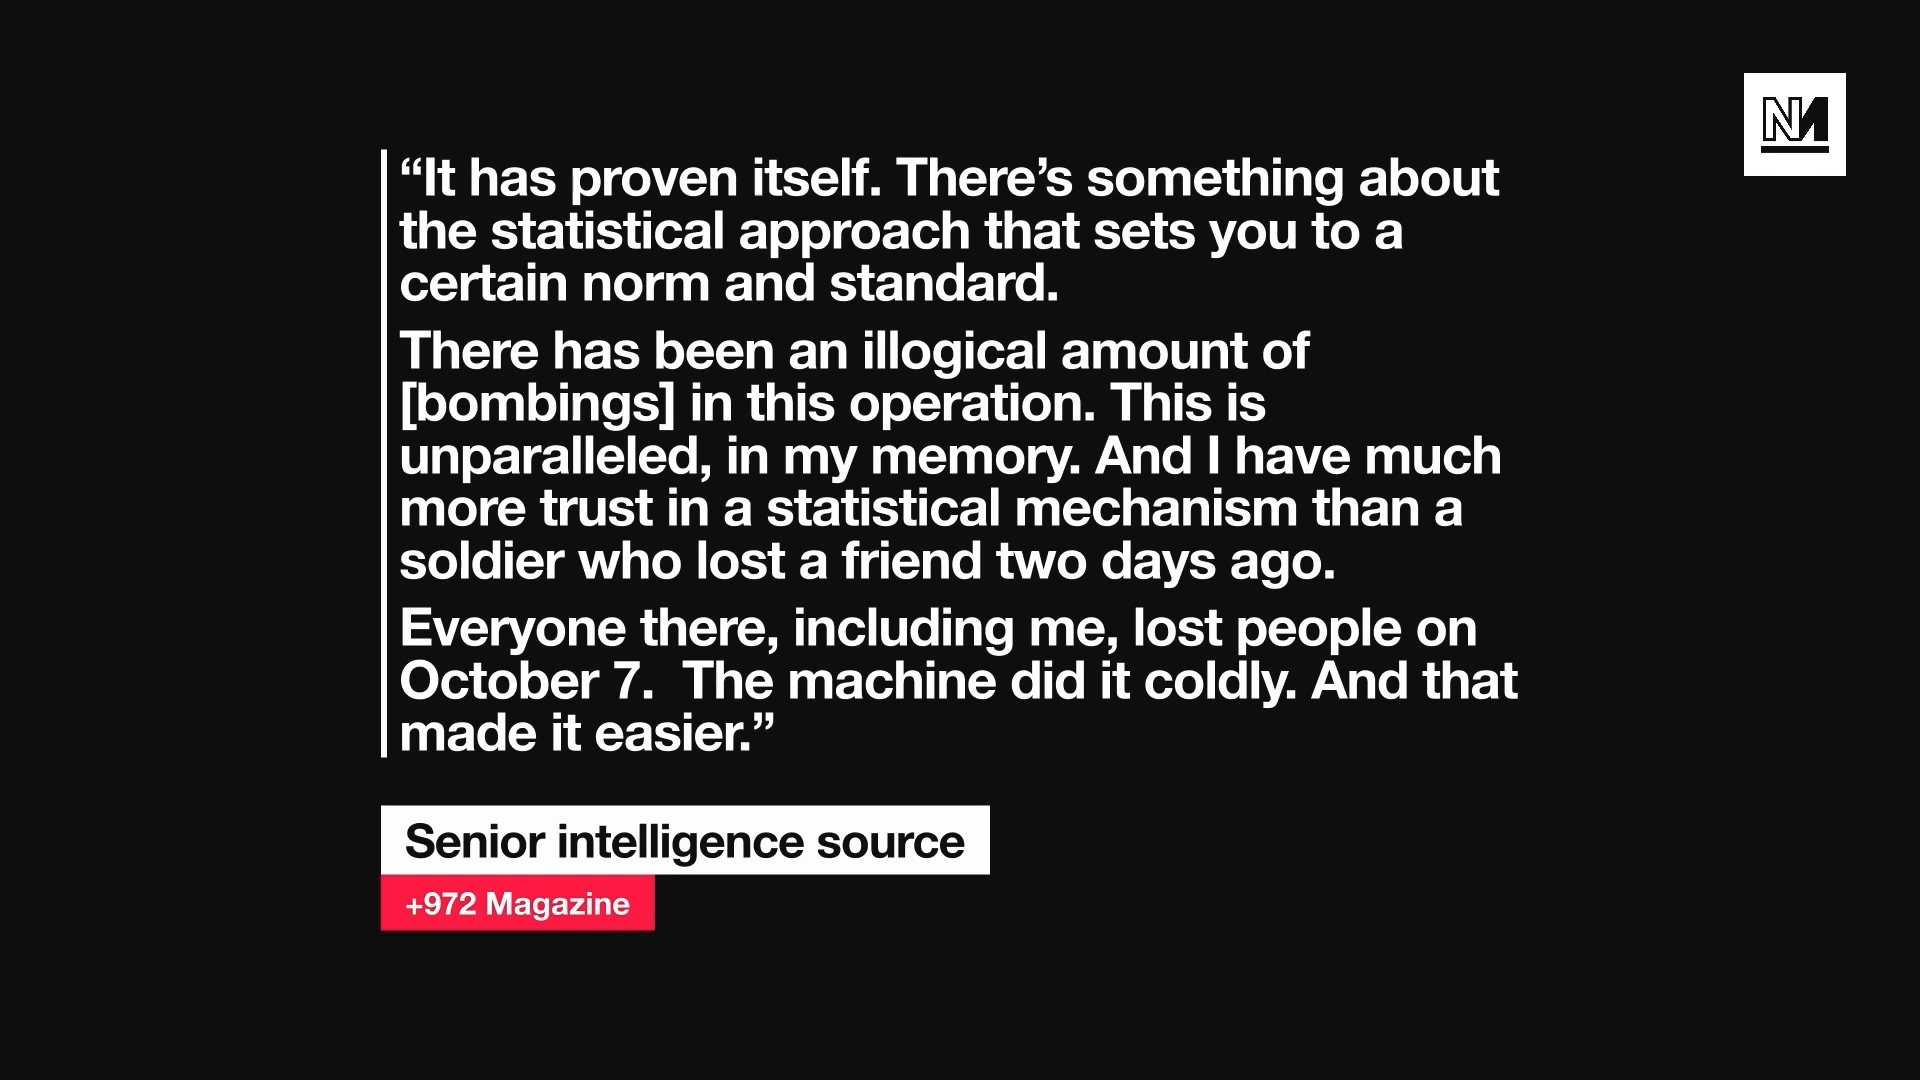 “It has proven itself. There’s something about
the statistical approach that sets you to a
certain norm and standard.
There has been an illogical amount of
[bombings] in this operation. This is
unparalleled, in my memory. And I have much
more trust in a statistical mechanism than a
soldier who lost a friend two days ago.
Everyone there, including me, lost people on
October 7.  The machine did it coldly. And that
made it easier.”
Senior intelligence source
+972 Magazine
NM